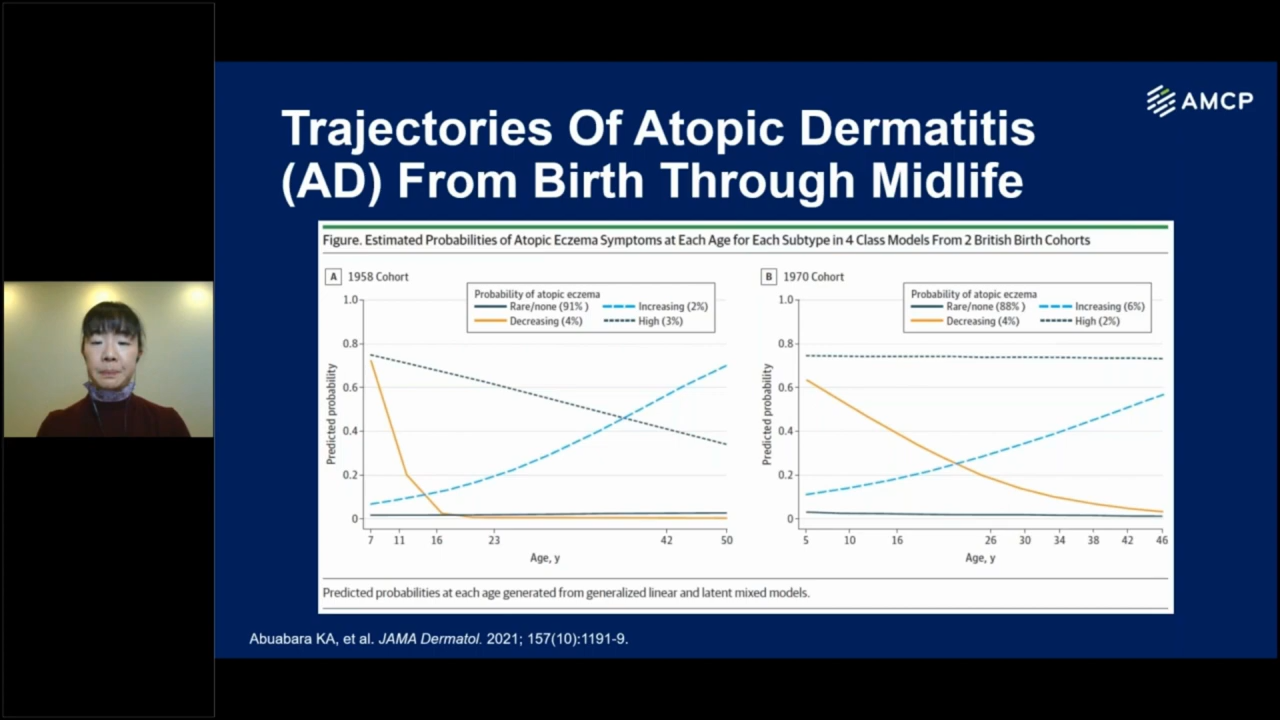 AMCP
Trajectories Of Atopic Dermatitis
(AD) From Birth Through Midlife
Figure. Estimated Probabilities of Atopic Eczema Symptoms at Each Age for Each Subtype in 4 Class Models From 2 British Birth Cohorts
A 1958 Cohort
Probability of atopic eczema
Rare/none (91%) Increasing (2%)
Decreasing (4%) High (3%)
Predicted probability
1.0
0.8
0.6
0.4
0.2
0
7 11 16 23 42 50
Age, y
B 1970 Cohort
Probability of atopic eczema
Rare/none (88%) Increasing (6%)
Decreasing (4%) High (2%)
Predicted probability
1.0
0.8
0.6
0.4
0.2
0
5 10 16 26 30 34 38 42 46
Age, y
Predicted probabilities at each age generated from generalized linear and latent mixed models.
Abuabara KA, et al. JAMA Dermatol. 2021; 157(10):1191-9.